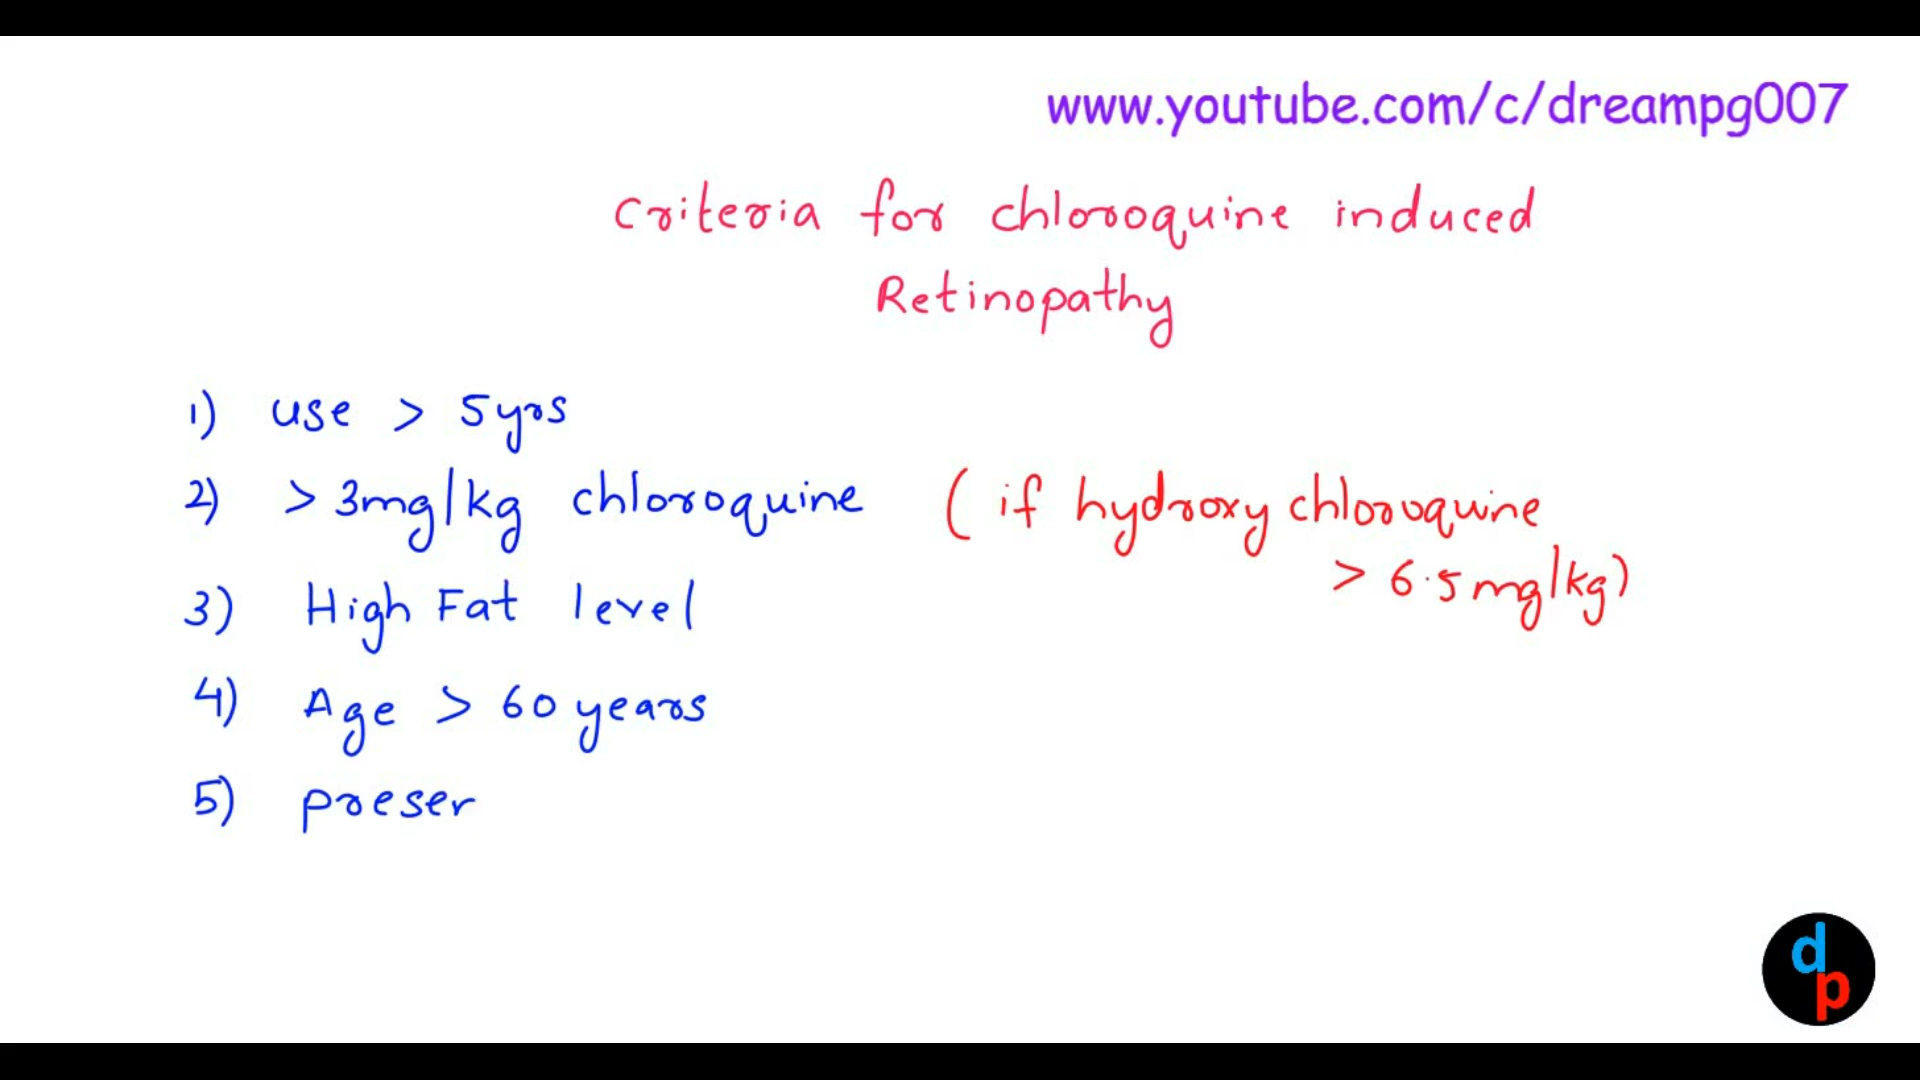 www.youtube.com/c/dreampg007
Criteria for chloroquine induced
Retinopathy
1) use > 5yrs
2) > 3mg/kg chloroquine (if hydroxy chloroquine
> 6.5mg/kg)
3) High Fat level
4) Age > 60 years
5) preser
dp